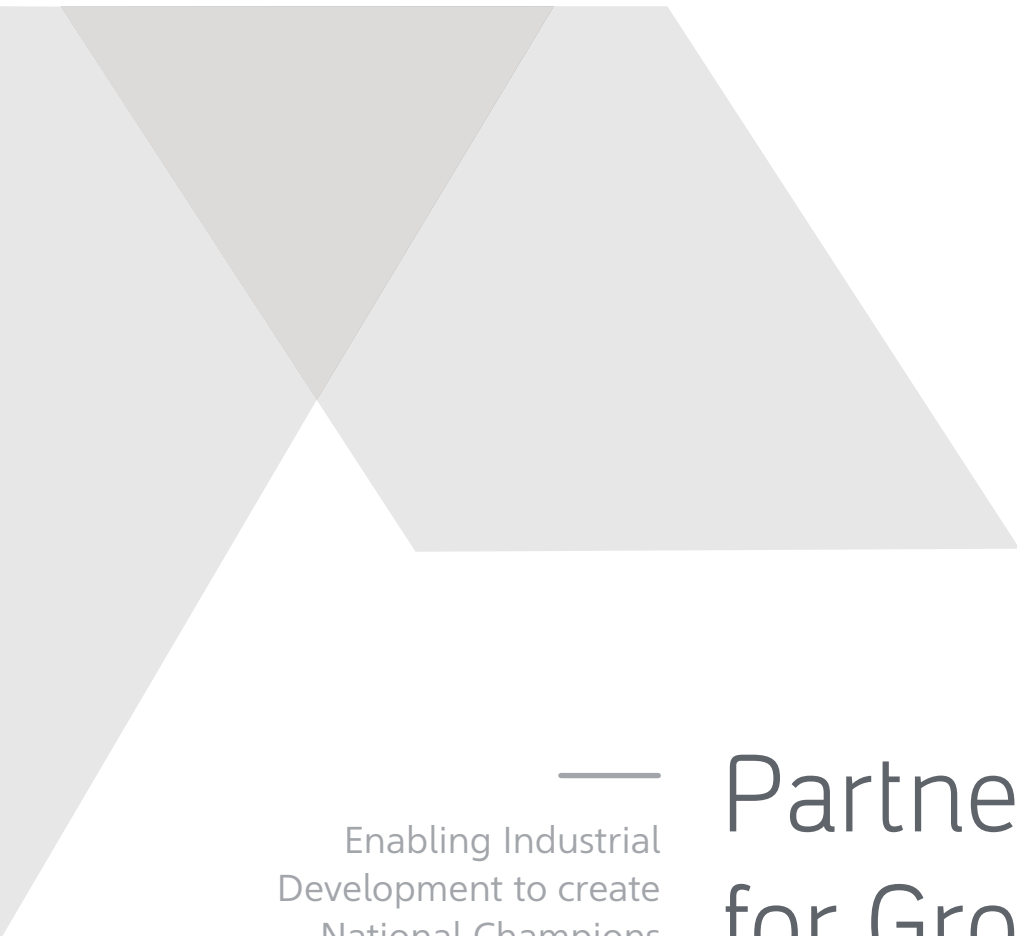 Enabling Industrial
Development to create
National Champions
Partne
for Gro